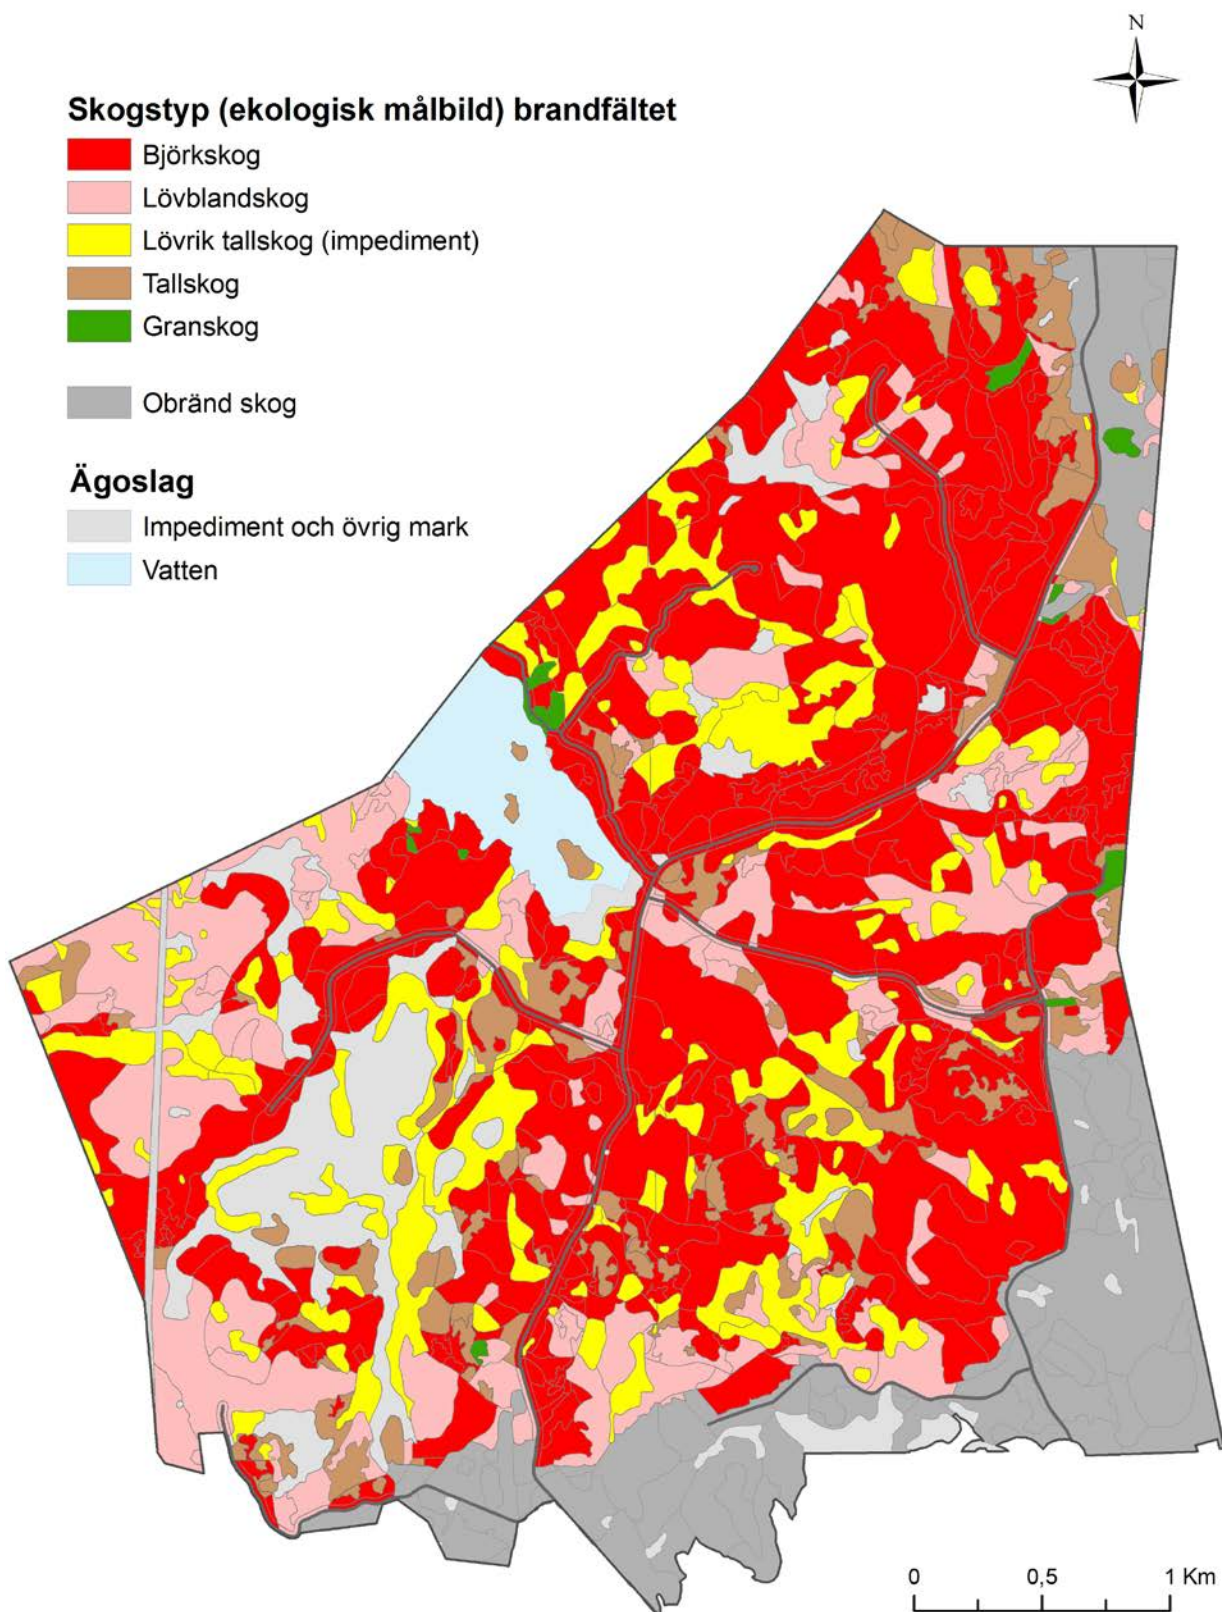 N
Skogstyp (ekologisk målbild) brandfältet
Björkskog
Lövblandskog
Lövrik tallskog (impediment)
Tallskog
Granskog
Obränd skog
Ägoslag
Impediment och övrig mark
Vatten
0 0,5 1 Km